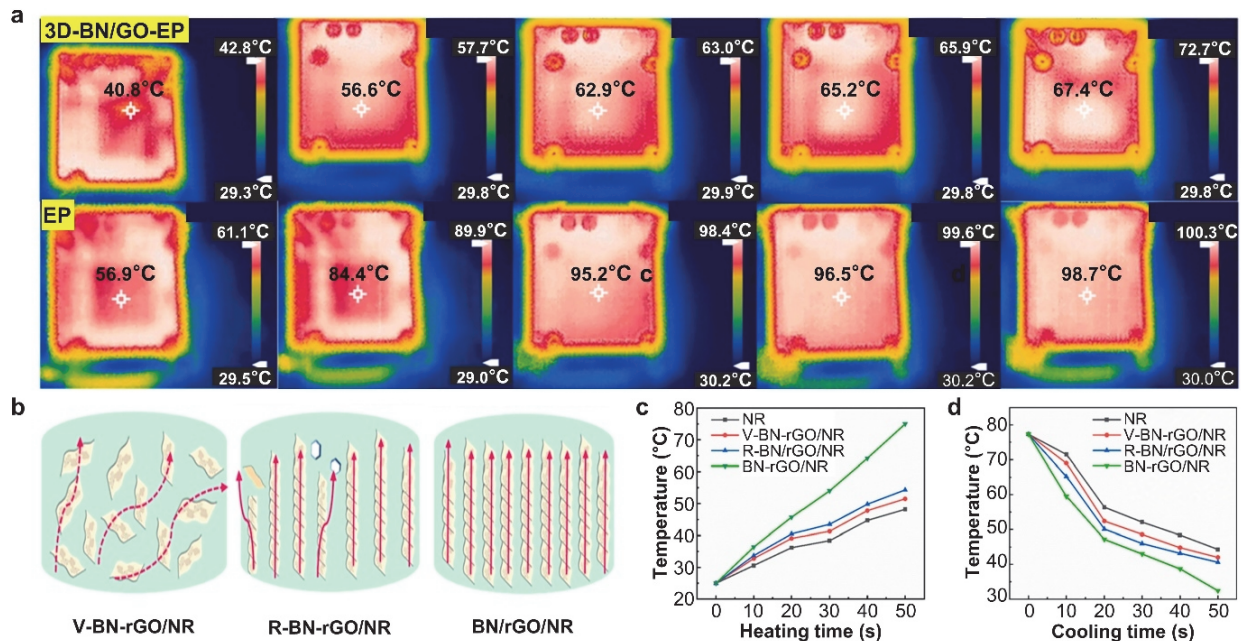 a
3D-BN/GO-EP
42.8°C
57.7°C
63.0°C
65.9°C
72.7°C
40.8°C
56.6°C
62.9°C
65.2°C
67.4°C
29.3°C
29.8°C
29.9°C
29.8°C
29.8°C
EP
61.1°C
89.9°C
98.4°C
99.6°C
100.3°C
56.9°C
84.4°C
95.2°C c
96.5°C
d
98.7°C
29.5°C
29.0°C
30.2°C
30.2°C
30.0°C
b
V-BN-rGO/NR
R-BN-rGO/NR
BN/rGO/NR
c
Temperature (°C)
80
70
60
50
40
30
20
NR
V-BN-rGO/NR
R-BN/rGO/NR
BN-rGO/NR
0 10 20 30 40 50
Heating time (s)
d
Temperature (°C)
80
70
60
50
40
30
NR
V-BN-rGO/NR
R-BN/rGO/NR
BN-rGO/NR
0 10 20 30 40 50
Cooling time (s)